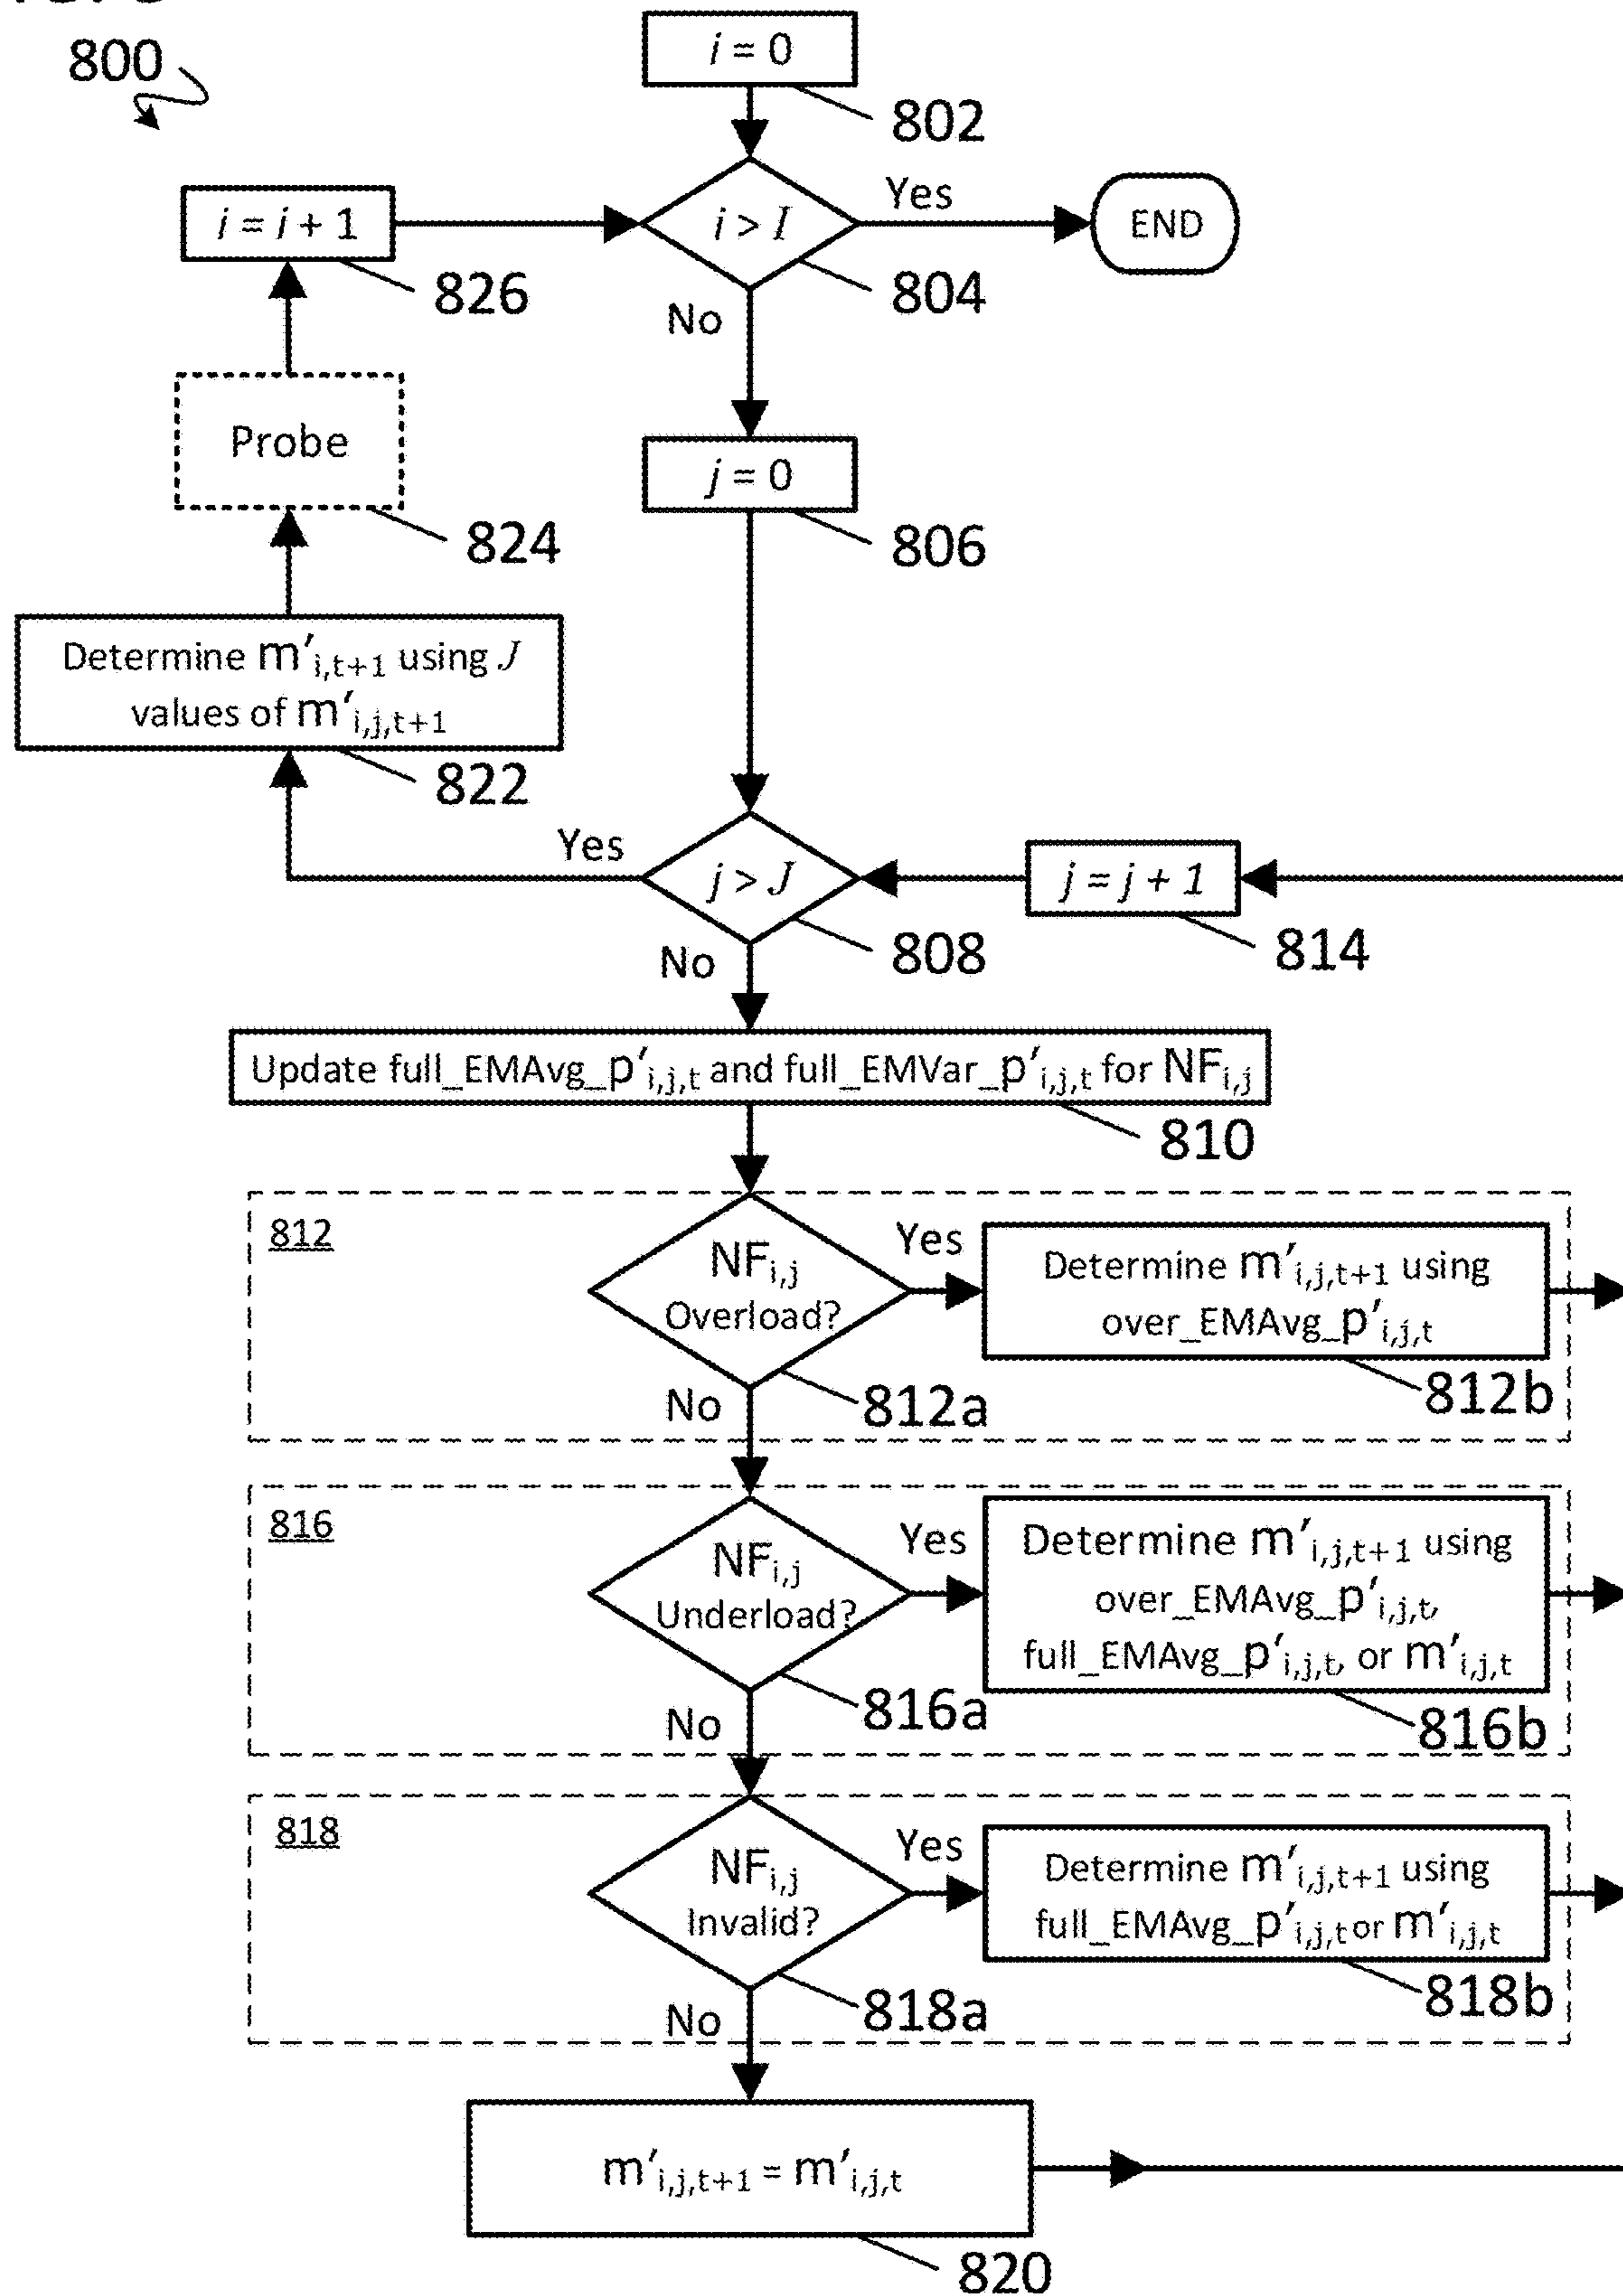 800
i = 0
802
i > I
Yes
END
804
No
i = i + 1
826
Probe
824
j = 0
806
Determine m′i,t+1 using J
values of m′i,j,t+1
822
Yes
j > J
808
No
j = j + 1
814
Update full_EMAvg_p′i,j,t and full_EMVar_p′i,j,t for NFi,j
810
812
NFi,j
Overload?
812a
Yes
Determine m′i,j,t+1 using
over_EMAvg_p′i,j,t
812b
No
816
NFi,j
Underload?
816a
Yes
Determine m′i,j,t+1 using
over_EMAvg_p′i,j,t,
full_EMAvg_p′i,j,t, or m′i,j,t
816b
No
818
NFi,j
Invalid?
818a
Yes
Determine m′i,j,t+1 using
full_EMAvg_p′i,j,t or m′i,j,t
818b
No
m′i,j,t+1 = m′i,j,t
820